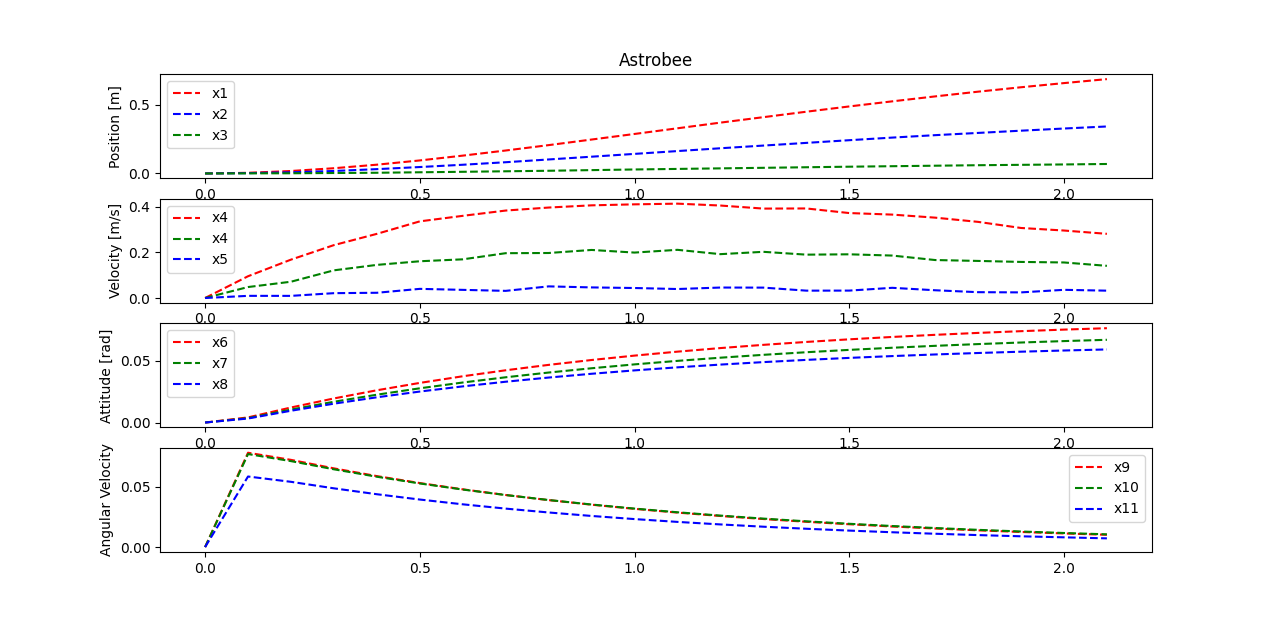 Astrobee
Position [m]
0.5
0.0
x1
x2
x3
0.0 0.5 1.0 1.5 2.0
Velocity [m/s]
0.4
0.2
0.0
x4
x4
x5
0.0 0.5 1.0 1.5 2.0
Attitude [rad]
0.05
0.00
x6
x7
x8
0.0 0.5 1.0 1.5 2.0
Angular Velocity
0.05
0.00
x9
x10
x11
0.0 0.5 1.0 1.5 2.0